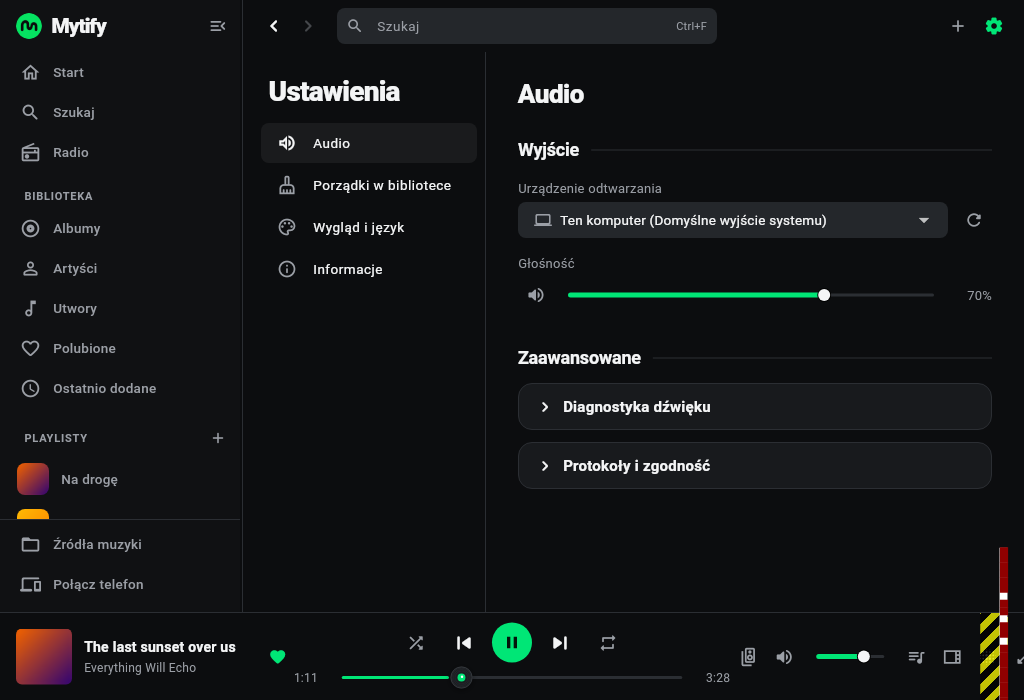 Mytify
Szukaj
Ctrl+F
Start
Szukaj
Radio
BIBLIOTEKA
Albumy
Artyści
Utwory
Polubione
Ostatnio dodane
PLAYLISTY
Na drogę
Źródła muzyki
Połącz telefon
Ustawienia
Audio
Porządki w bibliotece
Wygląd i język
Informacje
Audio
Wyjście
Urządzenie odtwarzania
Ten komputer (Domyślne wyjście systemu)
Głośność
70%
Zaawansowane
Diagnostyka dźwięku
Protokoły i zgodność
The last sunset over us
Everything Will Echo
1:11
3:28